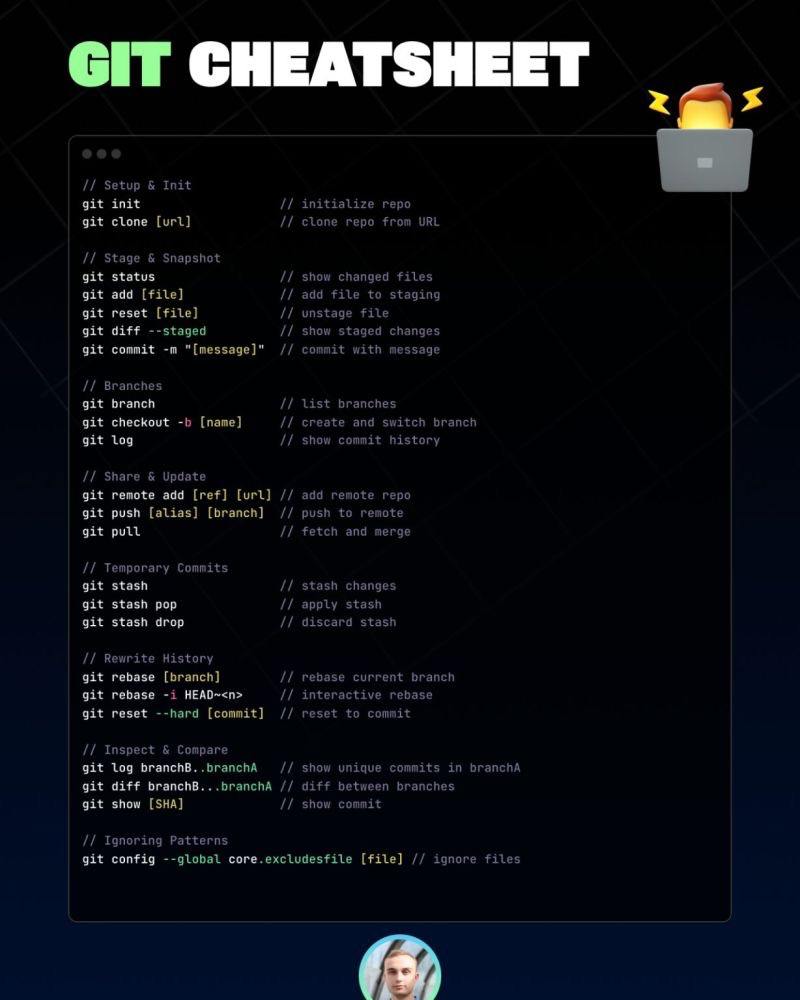 GIT CHEATSHEET
// Setup & Init
git init // initialize repo
git clone [url] // clone repo from URL
// Stage & Snapshot
git status // show changed files
git add [file] // add file to staging
git reset [file] // unstage file
git diff --staged // show staged changes
git commit -m "[message]" // commit with message
// Branches
git branch // list branches
git checkout -b [name] // create and switch branch
git log // show commit history
// Share & Update
git remote add [ref] [url] // add remote repo
git push [alias] [branch] // push to remote
git pull // fetch and merge
// Temporary Commits
git stash // stash changes
git stash pop // apply stash
git stash drop // discard stash
// Rewrite History
git rebase [branch] // rebase current branch
git rebase -i HEAD~<n> // interactive rebase
git reset --hard [commit] // reset to commit
// Inspect & Compare
git log branchB..branchA // show unique commits in branchA
git diff branchB...branchA // diff between branches
git show [SHA] // show commit
// Ignoring Patterns
git config --global core.excludesfile [file] // ignore files